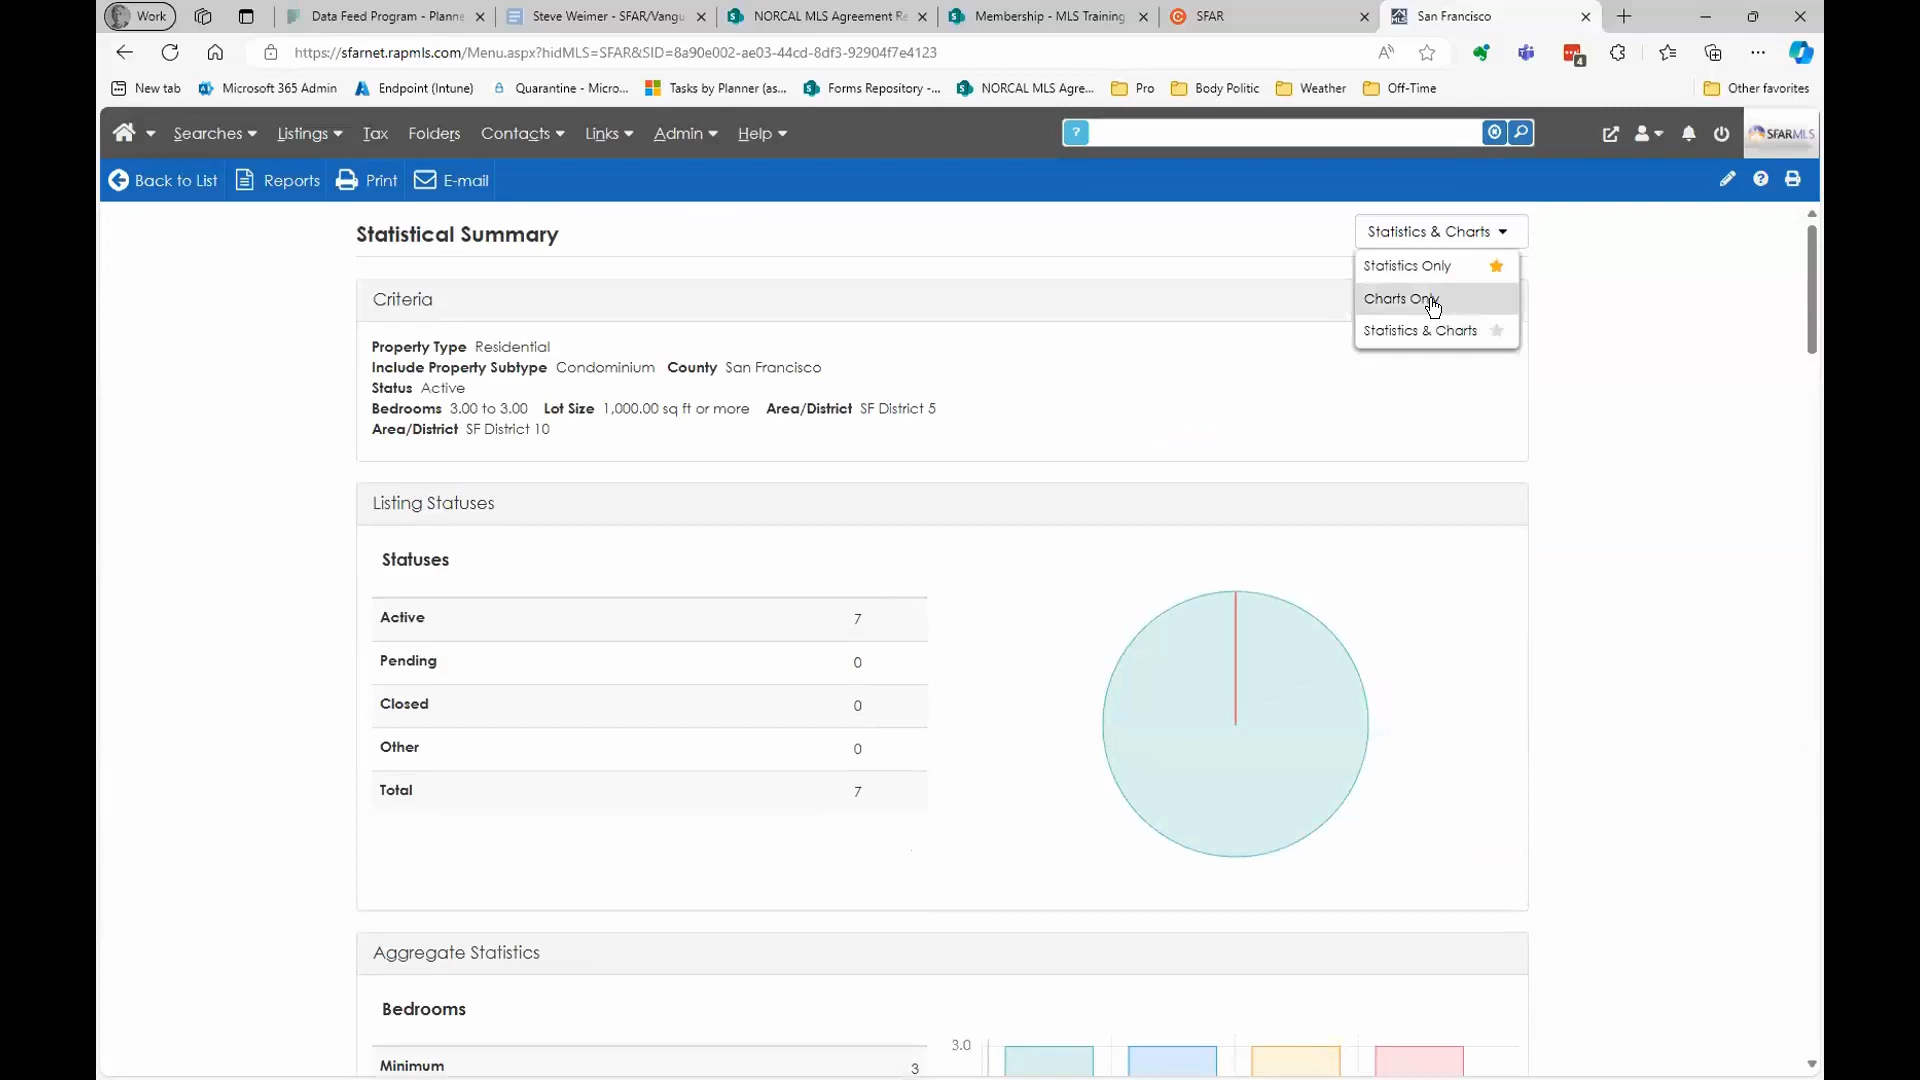 Work
Data Feed Program - Planne
Steve Weimer - SFAR/Vangu
NORCAL MLS Agreement Re
Membership - MLS Training
SFAR
San Francisco
https://sfarnet.rapmls.com/Menu.aspx?hidMLS=SFAR&SID=8a90e002-ae03-44cd-8df3-92904f7e4123
4
New tab
Microsoft 365 Admin
Endpoint (Intune)
Quarantine - Micro...
Tasks by Planner (as...
Forms Repository -...
NORCAL MLS Agre...
Pro
Body Politic
Weather
Off-Time
Other favorites
Searches Listings Tax Folders Contacts Links Admin Help
?
SFARMLS
Back to List Reports Print E-mail
Statistical Summary
Statistics & Charts
Statistics Only
Charts Only
Statistics & Charts
Criteria
Property Type Residential
Include Property Subtype Condominium County San Francisco
Status Active
Bedrooms 3.00 to 3.00 Lot Size 1,000.00 sq ft or more Area/District SF District 5
Area/District SF District 10
Listing Statuses
Statuses
Active 7
Pending 0
Closed 0
Other 0
Total 7
Aggregate Statistics
Bedrooms
Minimum 3
3.0